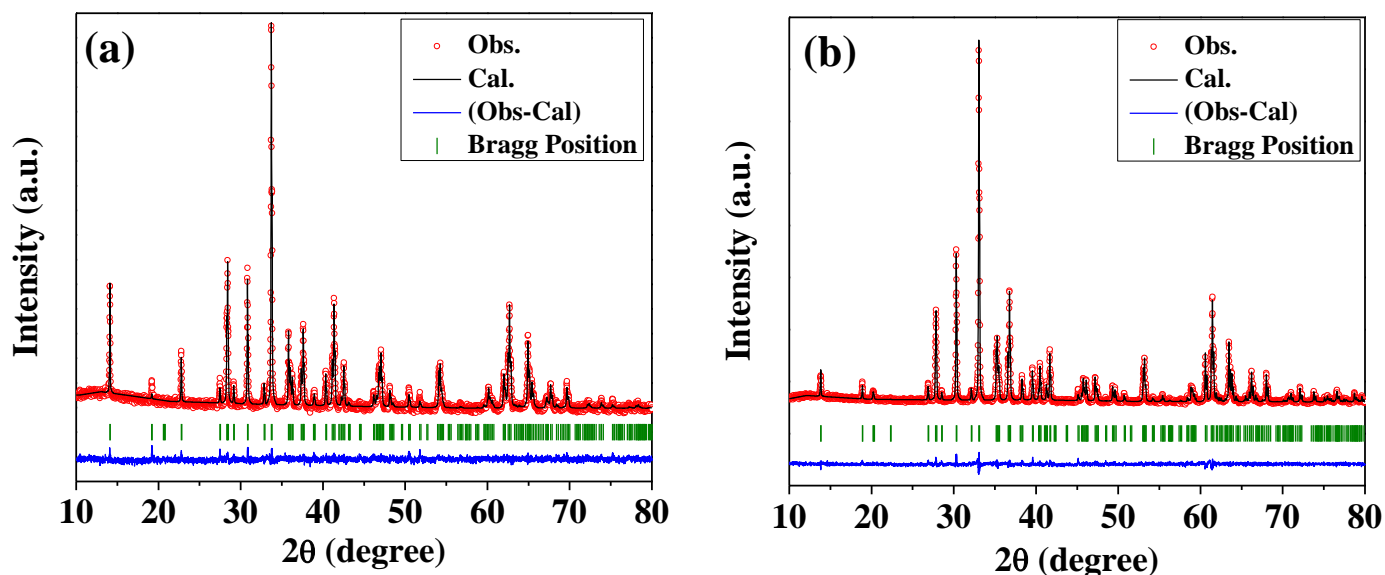 (a)
Obs.
Cal.
(Obs-Cal)
Bragg Position
Intensity (a.u.)
10 20 30 40 50 60 70 80
2θ (degree)
(b)
Obs.
Cal.
(Obs-Cal)
Bragg Position
Intensity (a.u.)
10 20 30 40 50 60 70 80
2θ (degree)